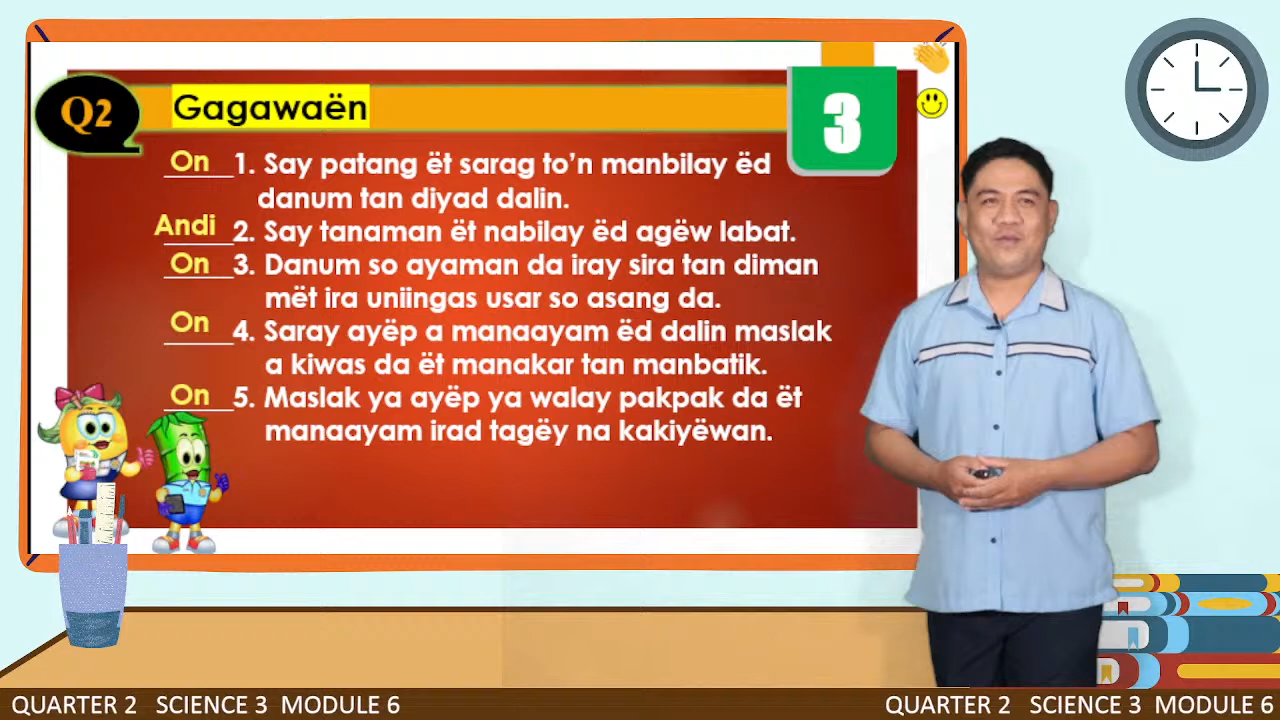 Q2
Gagawaën
3
On 1. Say patang ët sarag to’n manbilay ëd
danum tan diyad dalin.
Andi 2. Say tanaman ët nabilay ëd agëw labat.
On 3. Danum so ayaman da iray sira tan diman
mët ira uniingas usar so asang da.
On 4. Saray ayëp a manaayam ëd dalin maslak
a kiwas da ët manakar tan manbatik.
On 5. Maslak ya ayëp ya walay pakpak da ët
manaayam irad tagëy na kakiyëwan.
QUARTER 2 SCIENCE 3 MODULE 6
QUARTER 2 SCIENCE 3 MODULE 6